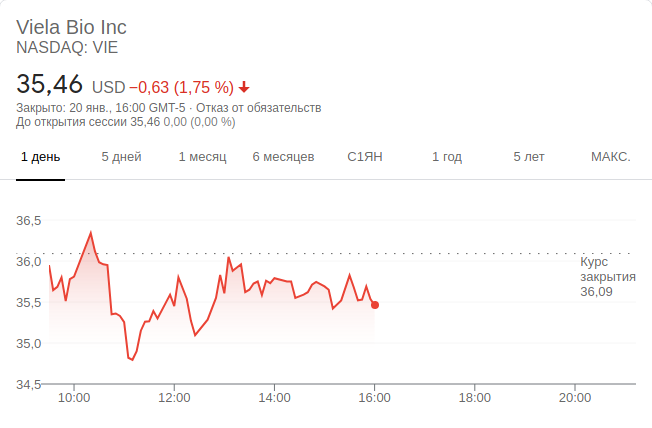 Viela Bio Inc
NASDAQ: VIE
35,46 USD −0,63 (1,75 %)
Закрыто: 20 янв., 16:00 GMT-5 · Отказ от обязательств
До открытия сессии 35,46 0,00 (0,00 %)
1 день 5 дней 1 месяц 6 месяцев С1ЯН 1 год 5 лет МАКС.
36,5
36,0
35,5
35,0
34,5
Курс
закрытия
36,09
10:00 12:00 14:00 16:00 18:00 20:00